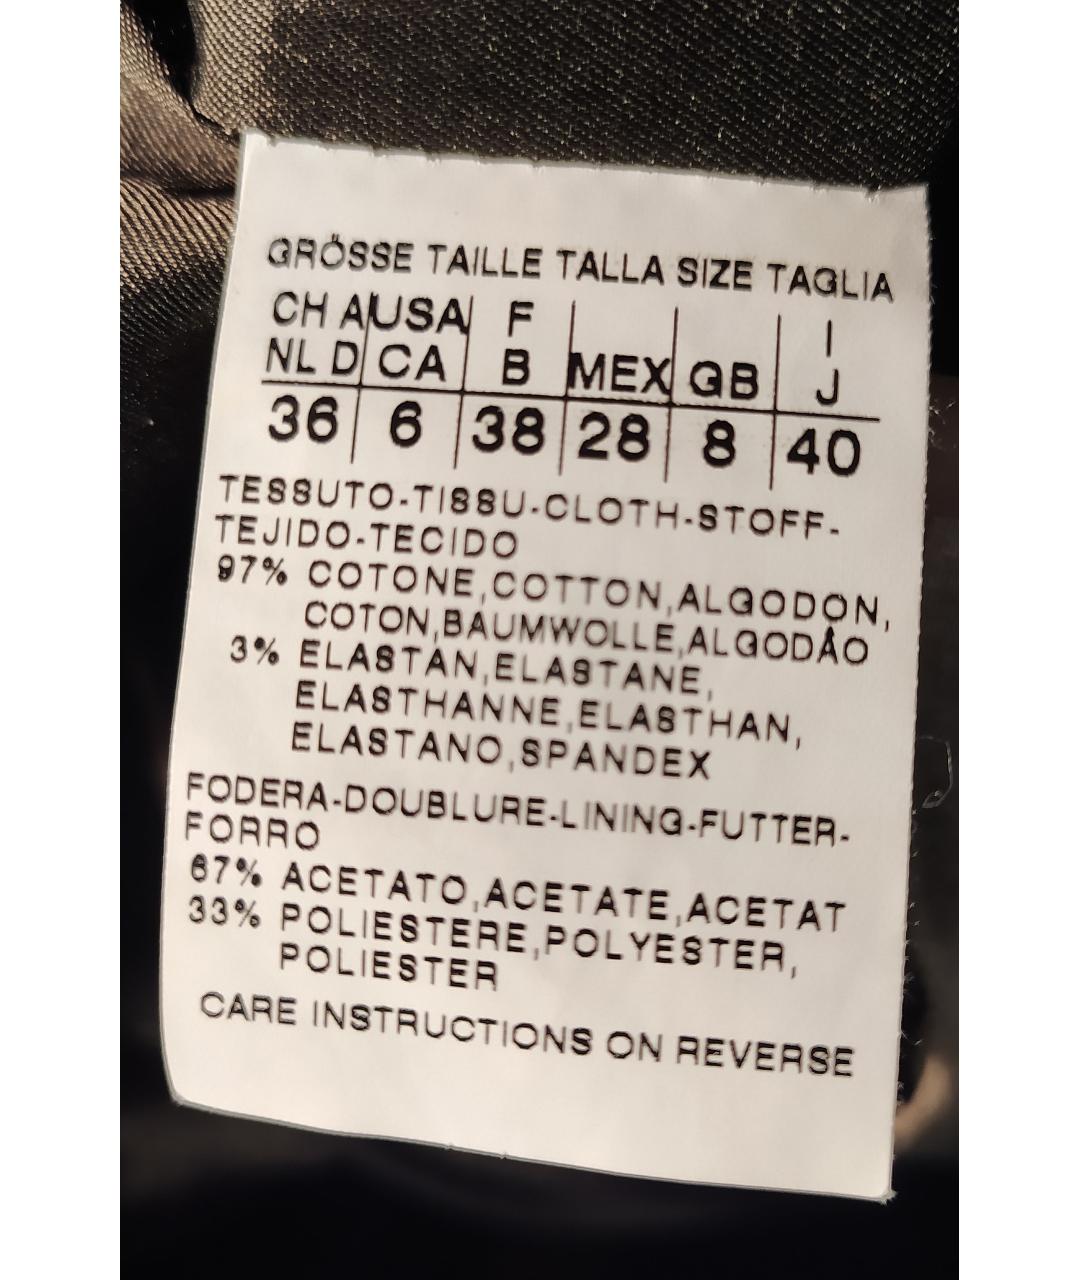 GRÖSSE TAILLE TALLA SIZE TAGLIA
CH A USA F I
NL D CA B MEX GB J
36 6 38 28 8 40
TESSUTO-TISSU-CLOTH-STOFF-
TEJIDO-TECIDO
97% COTONE,COTTON,ALGODON,
COTON,BAUMWOLLE,ALGODÃO
3% ELASTAN,ELASTANE,
ELASTHANNE,ELASTHAN,
ELASTANO,SPANDEX
FODERA-DOUBLURE-LINING-FUTTER-
FORRO
67% ACETATO,ACETATE,ACETAT
33% POLIESTERE,POLYESTER,
POLIESTER
CARE INSTRUCTIONS ON REVERSE